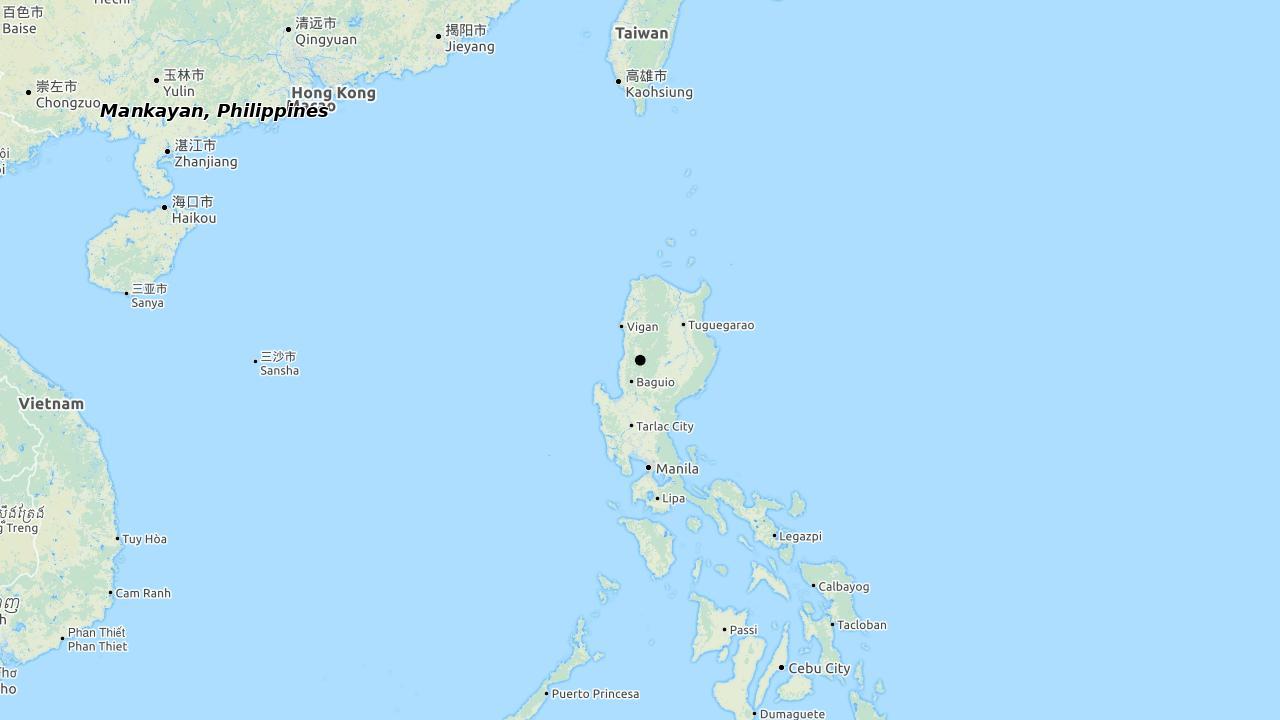 百色市
Baise
清远市
Qingyuan
揭阳市
Jieyang
Taiwan
玉林市
Yulin
崇左市
Chongzuo
高雄市
Kaohsiung
Hong Kong
Macao
Mankayan, Philippines
湛江市
Zhanjiang
海口市
Haikou
三亚市
Sanya
Vigan
Tuguegarao
三沙市
Sansha
Baguio
Vietnam
Tarlac City
Manila
Lipa
Treng
Tuy Hòa
Legazpi
Cam Ranh
Calbayog
Phan Thiết
Phan Thiet
Passi
Tacloban
Cebu City
Puerto Princesa
Dumaguete